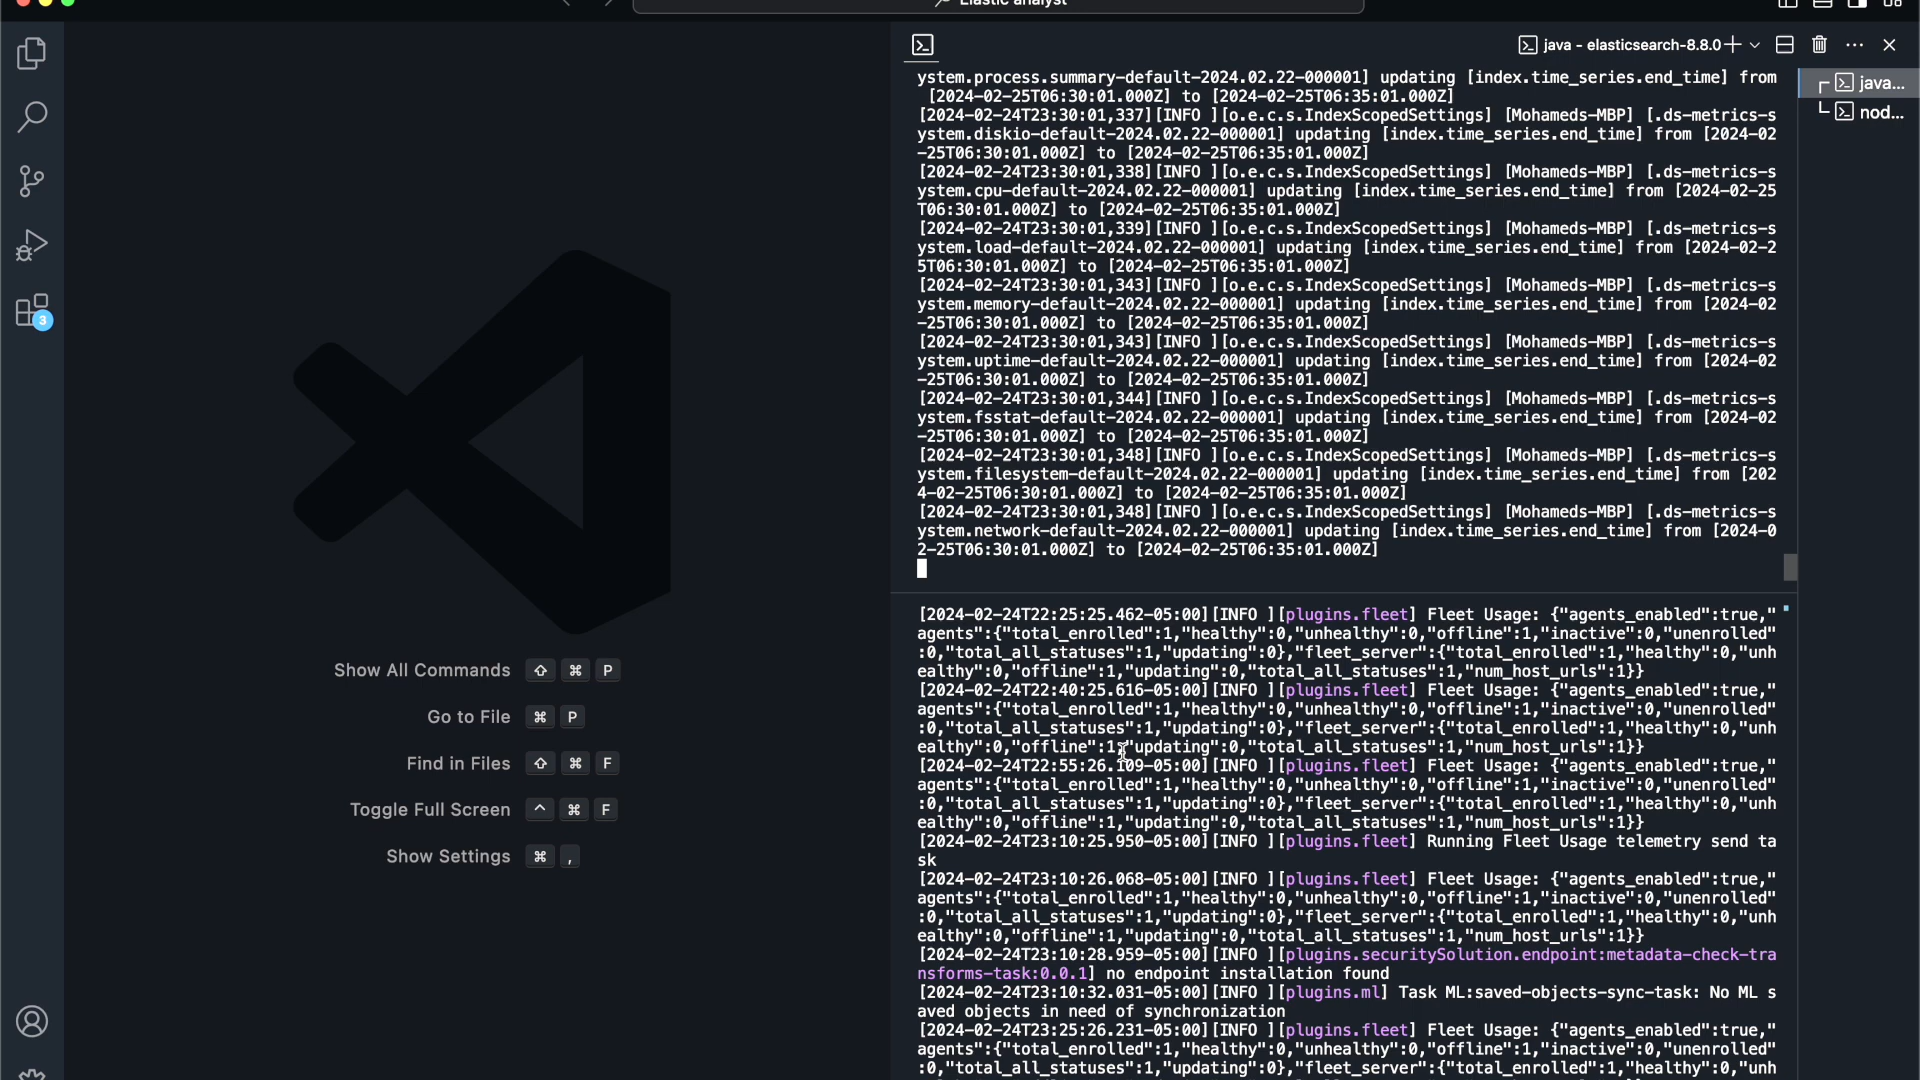 Elastic analyst
java - elasticsearch-8.8.0
java...
nod...
3
Show All Commands ⇧ ⌘ P
Go to File ⌘ P
Find in Files ⇧ ⌘ F
Toggle Full Screen ^ ⌘ F
Show Settings ⌘ ,
ystem.process.summary-default-2024.02.22-000001] updating [index.time_series.end_time] from
[2024-02-25T06:30:01.000Z] to [2024-02-25T06:35:01.000Z]
[2024-02-24T23:30:01,337][INFO ][o.e.c.s.IndexScopedSettings] [Mohameds-MBP] [.ds-metrics-s
ystem.diskio-default-2024.02.22-000001] updating [index.time_series.end_time] from [2024-02
-25T06:30:01.000Z] to [2024-02-25T06:35:01.000Z]
[2024-02-24T23:30:01,338][INFO ][o.e.c.s.IndexScopedSettings] [Mohameds-MBP] [.ds-metrics-s
ystem.cpu-default-2024.02.22-000001] updating [index.time_series.end_time] from [2024-02-25
T06:30:01.000Z] to [2024-02-25T06:35:01.000Z]
[2024-02-24T23:30:01,339][INFO ][o.e.c.s.IndexScopedSettings] [Mohameds-MBP] [.ds-metrics-s
ystem.load-default-2024.02.22-000001] updating [index.time_series.end_time] from [2024-02-2
5T06:30:01.000Z] to [2024-02-25T06:35:01.000Z]
[2024-02-24T23:30:01,343][INFO ][o.e.c.s.IndexScopedSettings] [Mohameds-MBP] [.ds-metrics-s
ystem.memory-default-2024.02.22-000001] updating [index.time_series.end_time] from [2024-02
-25T06:30:01.000Z] to [2024-02-25T06:35:01.000Z]
[2024-02-24T23:30:01,343][INFO ][o.e.c.s.IndexScopedSettings] [Mohameds-MBP] [.ds-metrics-s
ystem.uptime-default-2024.02.22-000001] updating [index.time_series.end_time] from [2024-02
-25T06:30:01.000Z] to [2024-02-25T06:35:01.000Z]
[2024-02-24T23:30:01,344][INFO ][o.e.c.s.IndexScopedSettings] [Mohameds-MBP] [.ds-metrics-s
ystem.fsstat-default-2024.02.22-000001] updating [index.time_series.end_time] from [2024-02
-25T06:30:01.000Z] to [2024-02-25T06:35:01.000Z]
[2024-02-24T23:30:01,348][INFO ][o.e.c.s.IndexScopedSettings] [Mohameds-MBP] [.ds-metrics-s
ystem.filesystem-default-2024.02.22-000001] updating [index.time_series.end_time] from [202
4-02-25T06:30:01.000Z] to [2024-02-25T06:35:01.000Z]
[2024-02-24T23:30:01,348][INFO ][o.e.c.s.IndexScopedSettings] [Mohameds-MBP] [.ds-metrics-s
ystem.network-default-2024.02.22-000001] updating [index.time_series.end_time] from [2024-0
2-25T06:30:01.000Z] to [2024-02-25T06:35:01.000Z]
[2024-02-24T22:25:25.462-05:00][INFO ][plugins.fleet] Fleet Usage: {"agents_enabled":true,"
agents":{"total_enrolled":1,"healthy":0,"unhealthy":0,"offline":1,"inactive":0,"unenrolled"
:0,"total_all_statuses":1,"updating":0},"fleet_server":{"total_enrolled":1,"healthy":0,"unh
ealthy":0,"offline":1,"updating":0,"total_all_statuses":1,"num_host_urls":1}}
[2024-02-24T22:40:25.616-05:00][INFO ][plugins.fleet] Fleet Usage: {"agents_enabled":true,"
agents":{"total_enrolled":1,"healthy":0,"unhealthy":0,"offline":1,"inactive":0,"unenrolled"
:0,"total_all_statuses":1,"updating":0},"fleet_server":{"total_enrolled":1,"healthy":0,"unh
ealthy":0,"offline":1,"updating":0,"total_all_statuses":1,"num_host_urls":1}}
[2024-02-24T22:55:26.109-05:00][INFO ][plugins.fleet] Fleet Usage: {"agents_enabled":true,"
agents":{"total_enrolled":1,"healthy":0,"unhealthy":0,"offline":1,"inactive":0,"unenrolled"
:0,"total_all_statuses":1,"updating":0},"fleet_server":{"total_enrolled":1,"healthy":0,"unh
ealthy":0,"offline":1,"updating":0,"total_all_statuses":1,"num_host_urls":1}}
[2024-02-24T23:10:25.950-05:00][INFO ][plugins.fleet] Running Fleet Usage telemetry send ta
sk
[2024-02-24T23:10:26.068-05:00][INFO ][plugins.fleet] Fleet Usage: {"agents_enabled":true,"
agents":{"total_enrolled":1,"healthy":0,"unhealthy":0,"offline":1,"inactive":0,"unenrolled"
:0,"total_all_statuses":1,"updating":0},"fleet_server":{"total_enrolled":1,"healthy":0,"unh
ealthy":0,"offline":1,"updating":0,"total_all_statuses":1,"num_host_urls":1}}
[2024-02-24T23:10:28.959-05:00][INFO ][plugins.securitySolution.endpoint:metadata-check-tra
nsforms-task:0.0.1] no endpoint installation found
[2024-02-24T23:10:32.031-05:00][INFO ][plugins.ml] Task ML:saved-objects-sync-task: No ML s
aved objects in need of synchronization
[2024-02-24T23:25:26.231-05:00][INFO ][plugins.fleet] Fleet Usage: {"agents_enabled":true,"
agents":{"total_enrolled":1,"healthy":0,"unhealthy":0,"offline":1,"inactive":0,"unenrolled"
:0,"total_all_statuses":1,"updating":0},"fleet_server":{"total_enrolled":1,"healthy":0,"unh